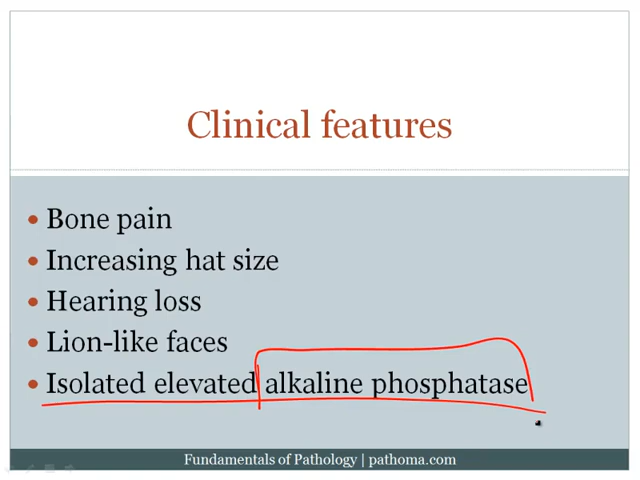 Clinical features
• Bone pain
• Increasing hat size
• Hearing loss
• Lion-like faces
• Isolated elevated alkaline phosphatase
Fundamentals of Pathology | pathoma.com